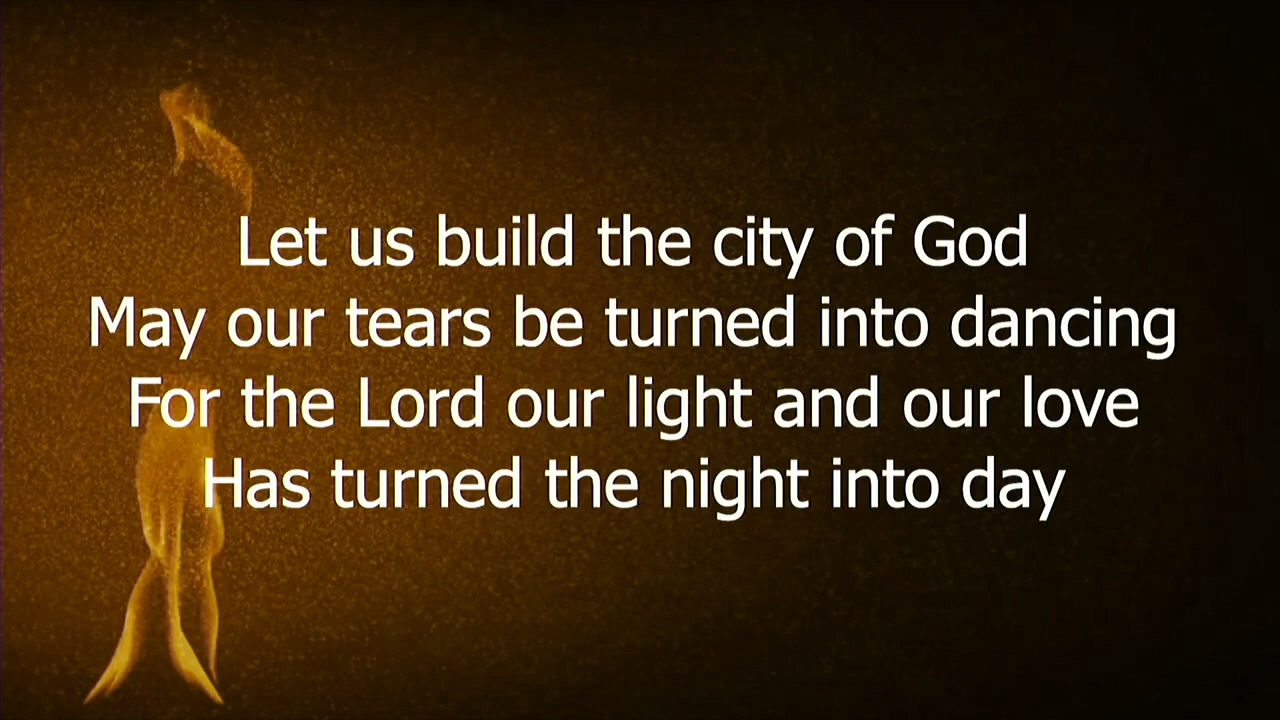 Let us build the city of God
May our tears be turned into dancing
For the Lord our light and our love
Has turned the night into day